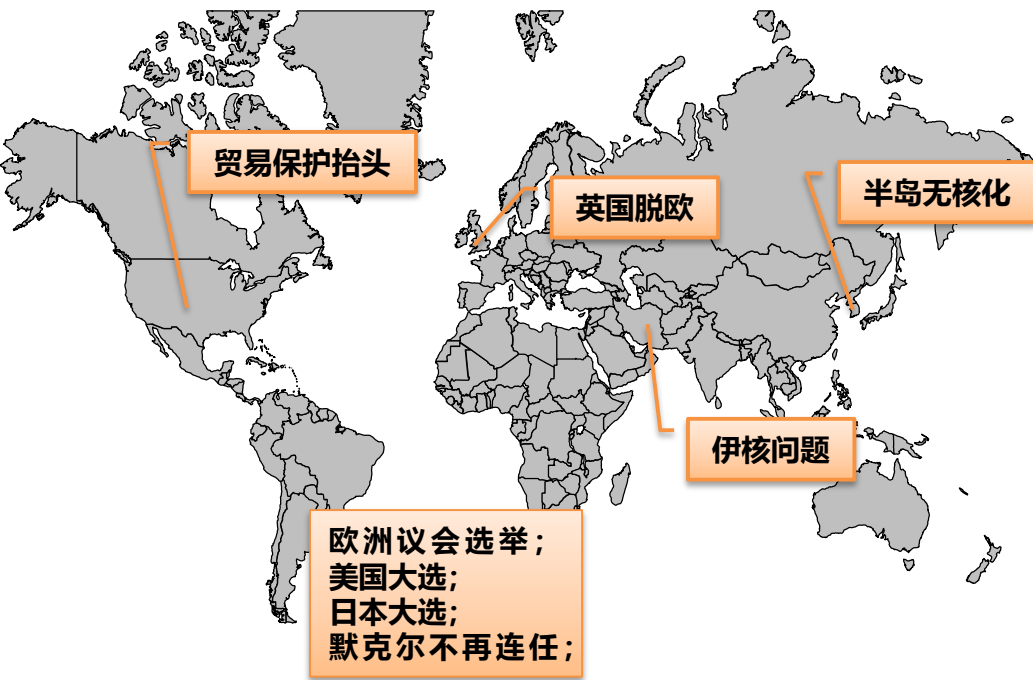 贸易保护抬头
英国脱欧
半岛无核化
伊核问题
欧洲议会选举；
美国大选；
日本大选；
默克尔不再连任；